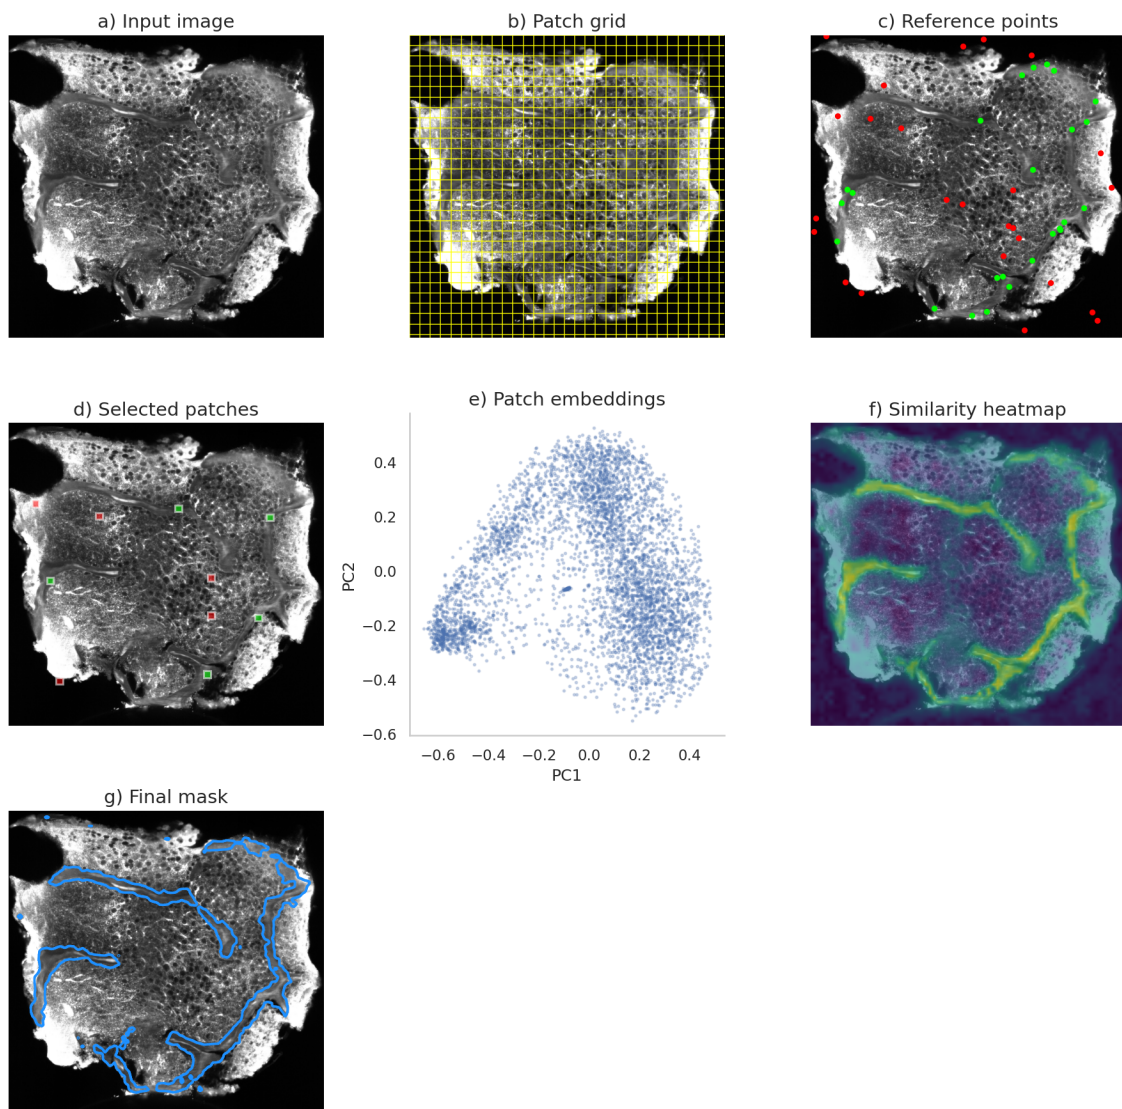 a) Input image
b) Patch grid
c) Reference points
d) Selected patches
e) Patch embeddings
f) Similarity heatmap
0.4
0.2
0.0
−0.2
−0.4
−0.6
PC2
−0.6
−0.4
−0.2
0.0
0.2
0.4
PC1
g) Final mask